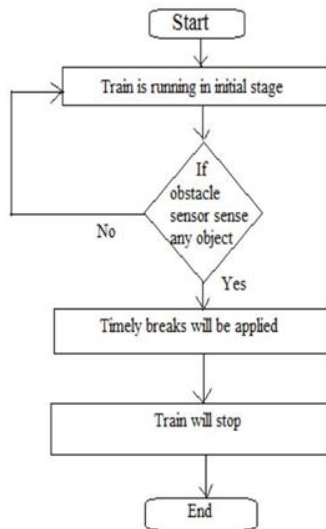 Start
Train is running in initial stage
If
obstacle
sensor sense
any object
No
Yes
Timely breaks will be applied
Train will stop
End